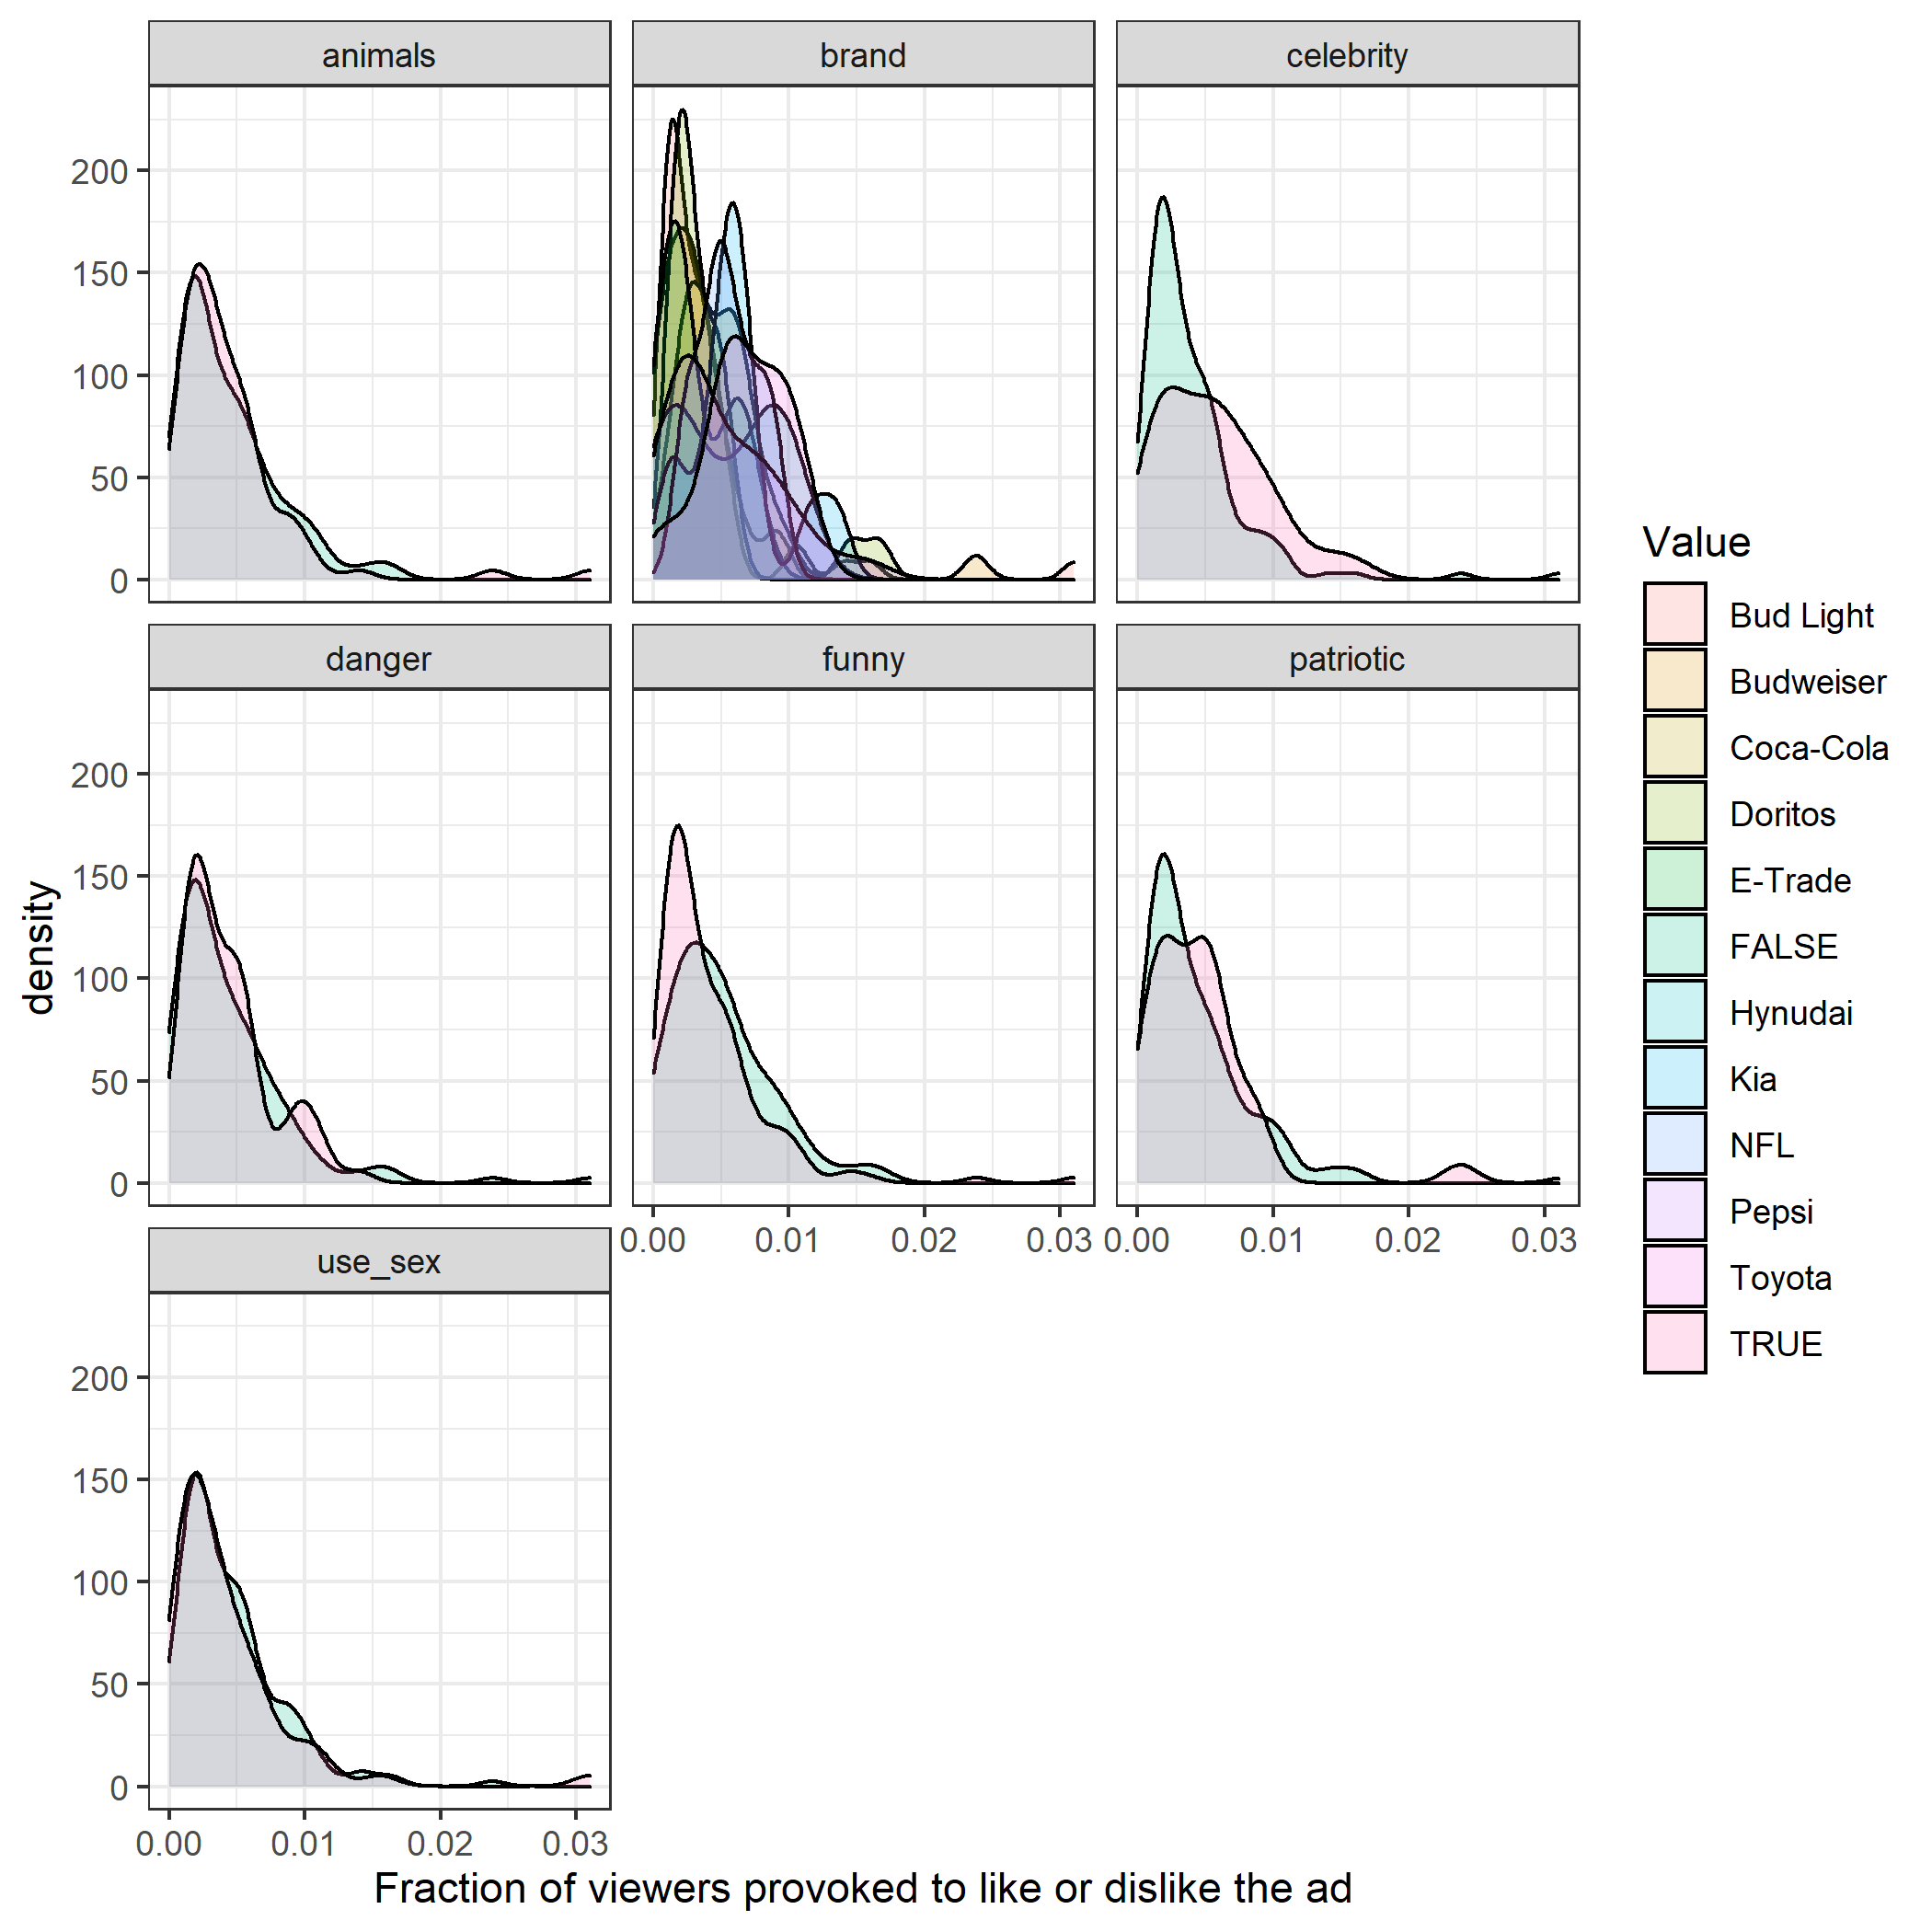 animals brand celebrity
200
150
100
50
0
danger funny patriotic
200
150
100
50
0
0.00 0.01 0.02 0.03 0.00 0.01 0.02 0.03
use_sex
200
150
100
50
0
0.00 0.01 0.02 0.03
density
Fraction of viewers provoked to like or dislike the ad
Value
Bud Light
Budweiser
Coca-Cola
Doritos
E-Trade
FALSE
Hynudai
Kia
NFL
Pepsi
Toyota
TRUE